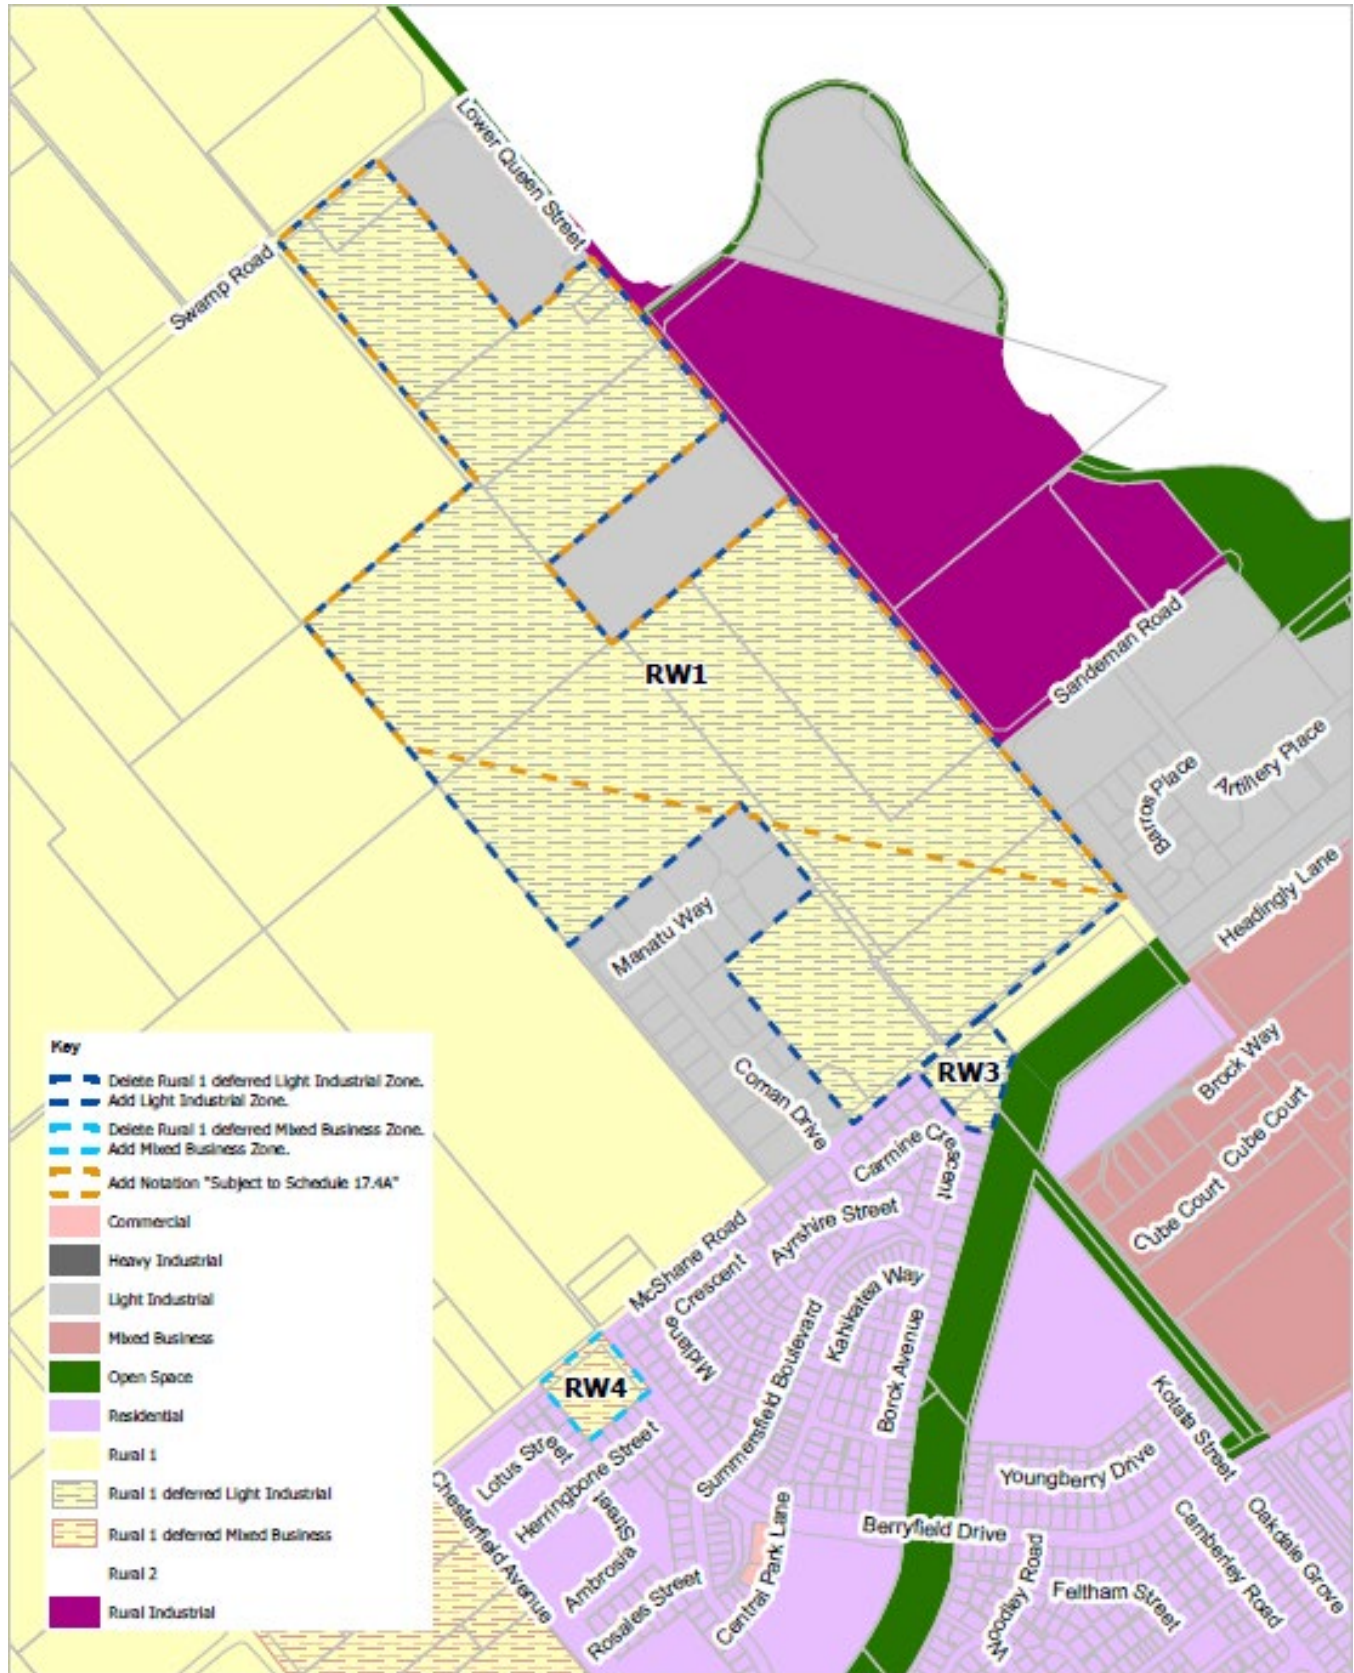 Lower Queen Street
Swamp Road
Sandeman Road
RW1
Artillery Place
Barros Place
Headingly Lane
Manatu Way
Brock Way
RW3
Coman Drive
Cube Court
Carmine Crescent
Cube Court
Ayrshire Street
McShane Road
Midlane Crescent
Kahikatea Way
Summersfield Boulevard
Borck Avenue
RW4
Kotata Street
Lotus Street
Herringbone Street
Youngberry Drive
Chesterfield Avenue
Ambrosia Street
Central Park Lane
Berryfield Drive
Camberley Road
Oakdale Grove
Rosales Street
Woodley Road
Feltham Street
Key
Delete Rural 1 deferred Light Industrial Zone.
Add Light Industrial Zone.
Delete Rural 1 deferred Mixed Business Zone.
Add Mixed Business Zone.
Add Notation "Subject to Schedule 17.4A"
Commercial
Heavy Industrial
Light Industrial
Mixed Business
Open Space
Residential
Rural 1
Rural 1 deferred Light Industrial
Rural 1 deferred Mixed Business
Rural 2
Rural Industrial